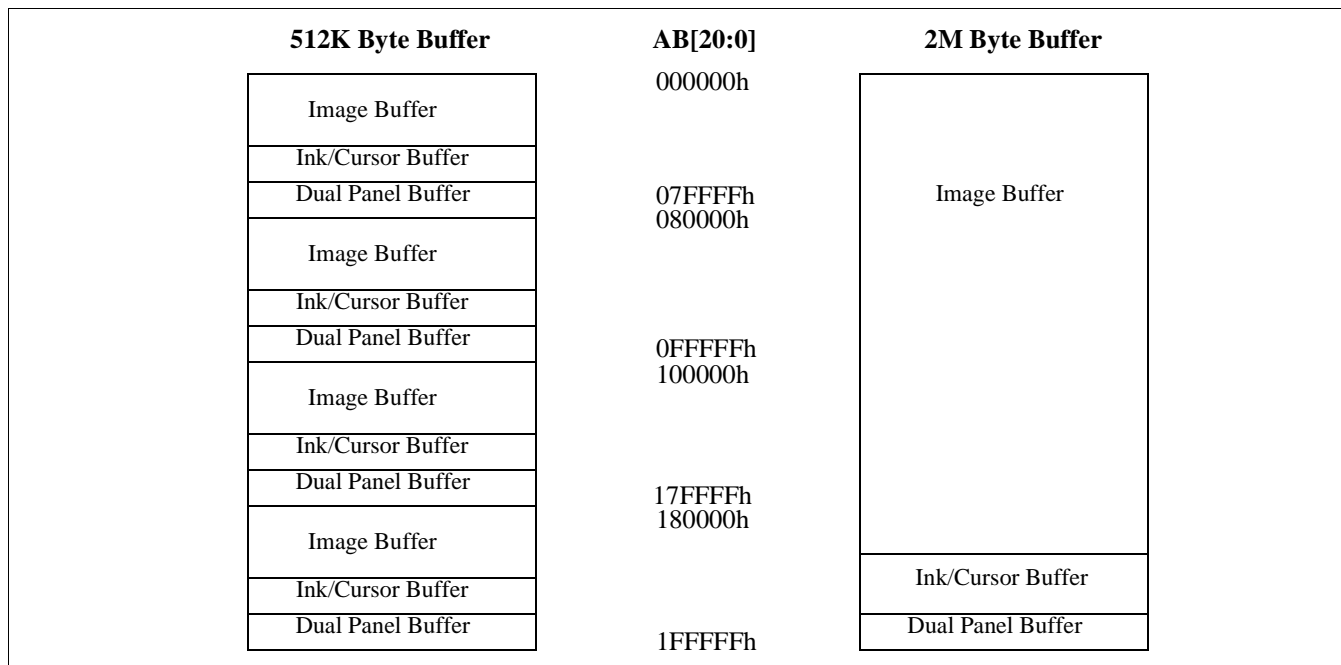 512K Byte Buffer AB[20:0] 2M Byte Buffer
000000h
Image Buffer
Ink/Cursor Buffer
Dual Panel Buffer 07FFFFh Image Buffer
080000h
Image Buffer
Ink/Cursor Buffer
Dual Panel Buffer
0FFFFFh
100000h
Image Buffer
Ink/Cursor Buffer
Dual Panel Buffer
17FFFFh
180000h
Image Buffer
Ink/Cursor Buffer
Ink/Cursor Buffer
Dual Panel Buffer Dual Panel Buffer
1FFFFFh